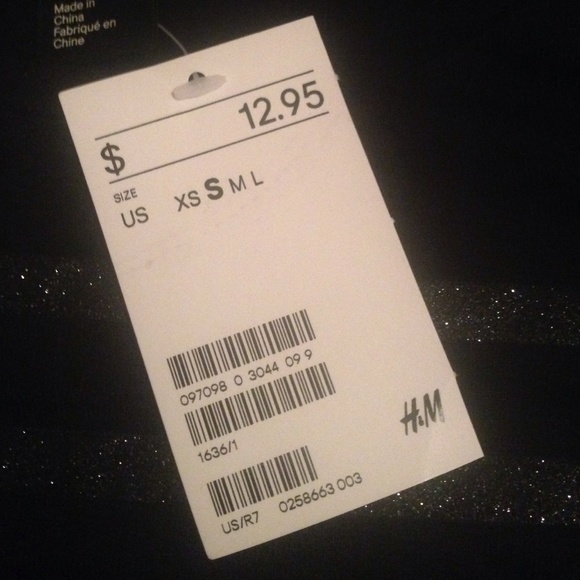 Made in
China
Fabriqué en
Chine
$ 12.95
SIZE
US XS S M L
097098 0 3044 09 9
1636/1
H&M
US/R7 0258663 003